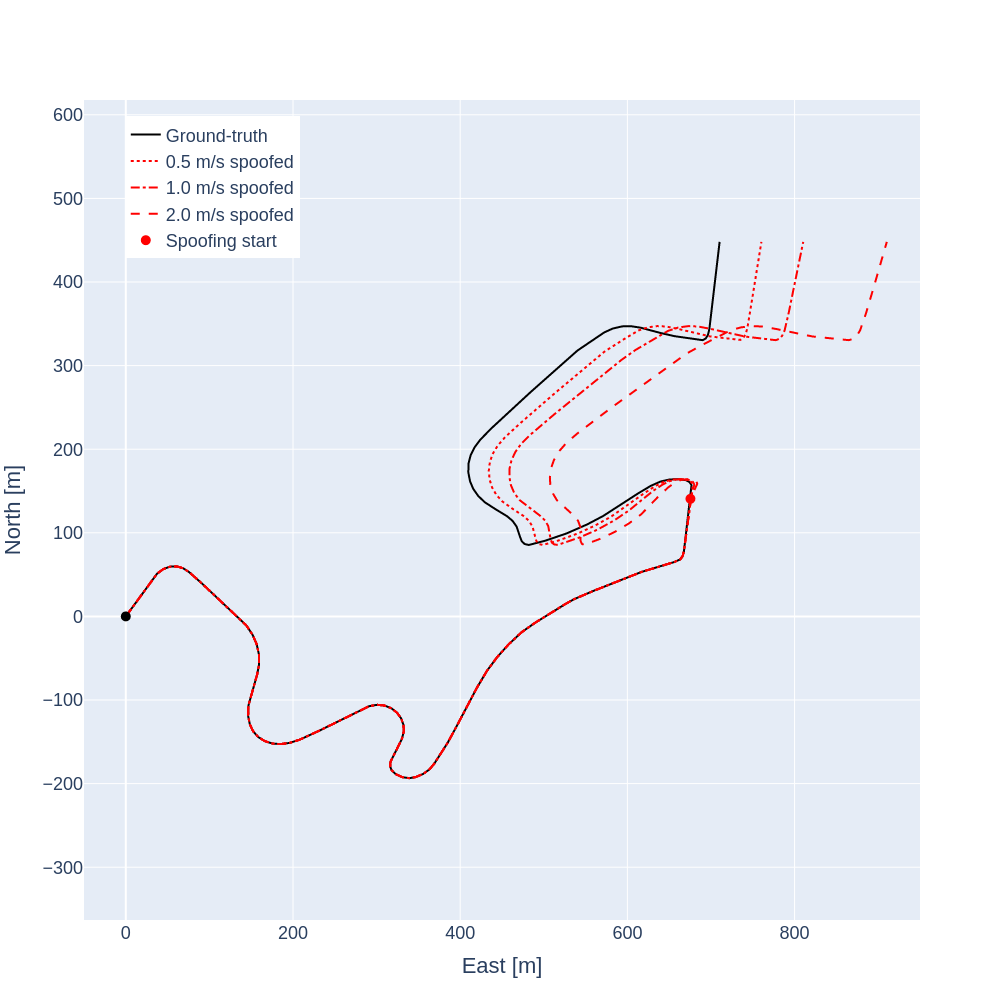 600
500
400
300
200
100
0
−100
−200
−300
North [m]
Ground-truth
0.5 m/s spoofed
1.0 m/s spoofed
2.0 m/s spoofed
Spoofing start
0
200
400
600
800
East [m]